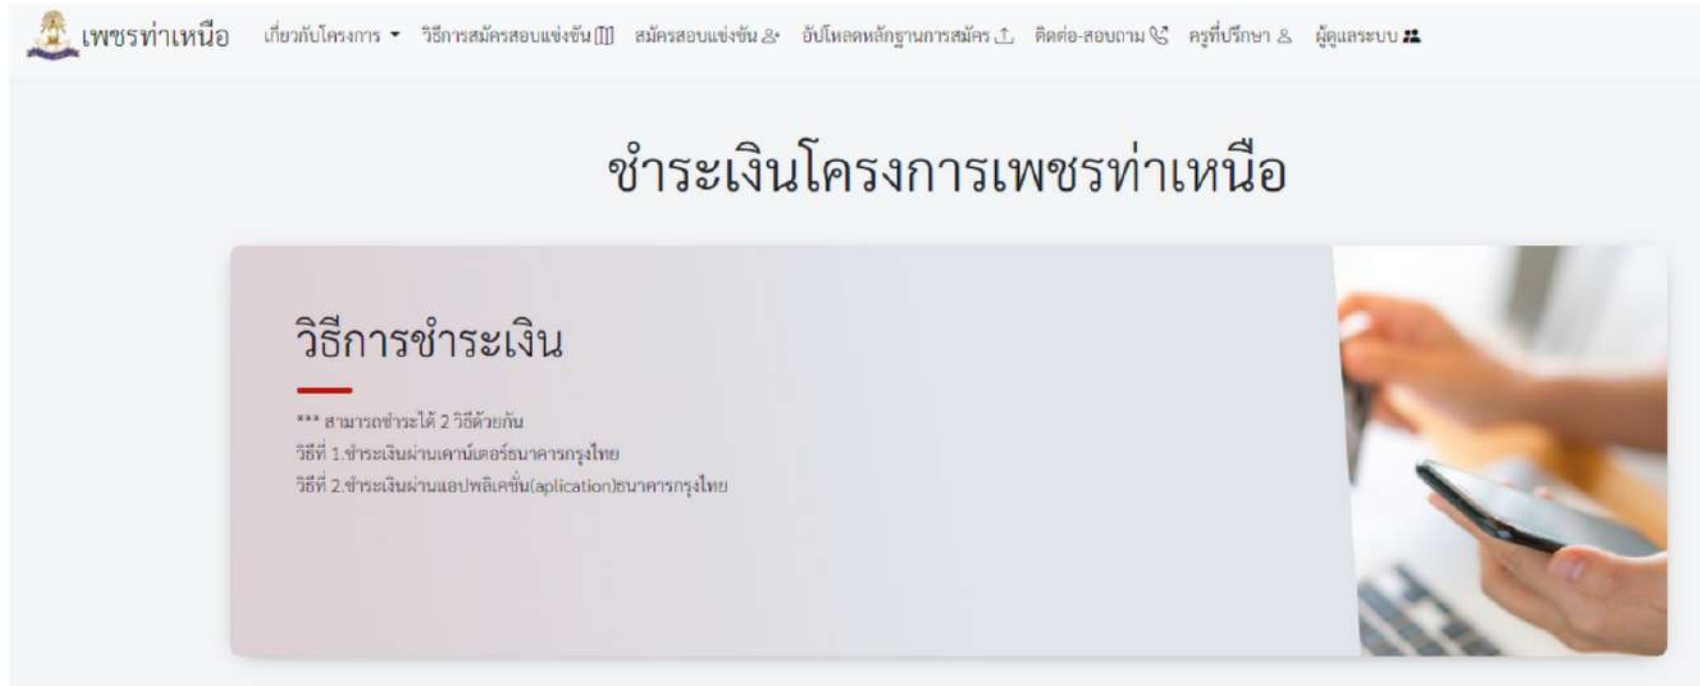 เพชรท่าเหนือ เกี่ยวกับโครงการ วิธีการสมัครสอบแข่งขัน สมัครสอบแข่งขัน อัปโหลดหลักฐานการสมัคร ติดต่อ-สอบถาม ครูที่ปรึกษา ผู้ดูแลระบบ
ชำระเงินโครงการเพชรท่าเหนือ
วิธีการชำระเงิน
*** สามารถชำระได้ 2 วิธีด้วยกัน
วิธีที่ 1.ชำระเงินผ่านเคาน์เตอร์ธนาคารกรุงไทย
วิธีที่ 2.ชำระเงินผ่านแอปพลิเคชั่น(aplication)ธนาคารกรุงไทย